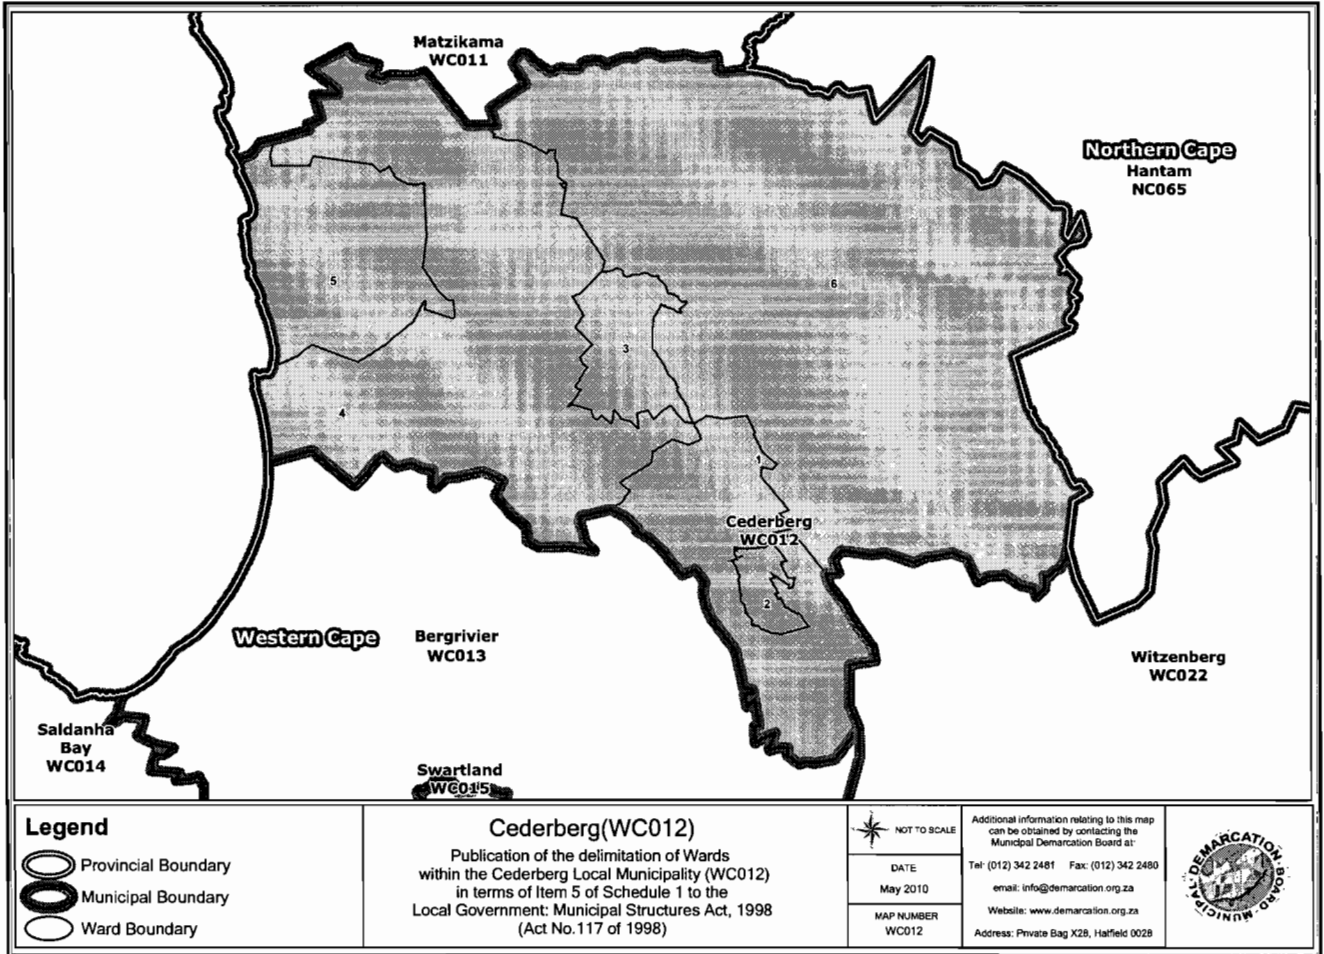 Matzikama
WC011
Northern Cape
Hantam
NC065
5
6
3
4
1
Cederberg
WC012
2
Western Cape
Bergrivier
WC013
Witzenberg
WC022
Saldanha
Bay
WC014
Swartland
WC015
Legend
Provincial Boundary
Municipal Boundary
Ward Boundary
Cederberg(WC012)
Publication of the delimitation of Wards
within the Cederberg Local Municipality (WC012)
in terms of Item 5 of Schedule 1 to the
Local Government: Municipal Structures Act, 1998
(Act No.117 of 1998)
NOT TO SCALE
DATE
May 2010
MAP NUMBER
WC012
Additional information relating to this map
can be obtained by contacting the
Municipal Demarcation Board at:
Tel: (012) 342 2481 Fax: (012) 342 2480
email: info@demarcation.org.za
Website: www.demarcation.org.za
Address: Private Bag X28, Hatfield 0028
MUNICIPAL DEMARCATION BOARD